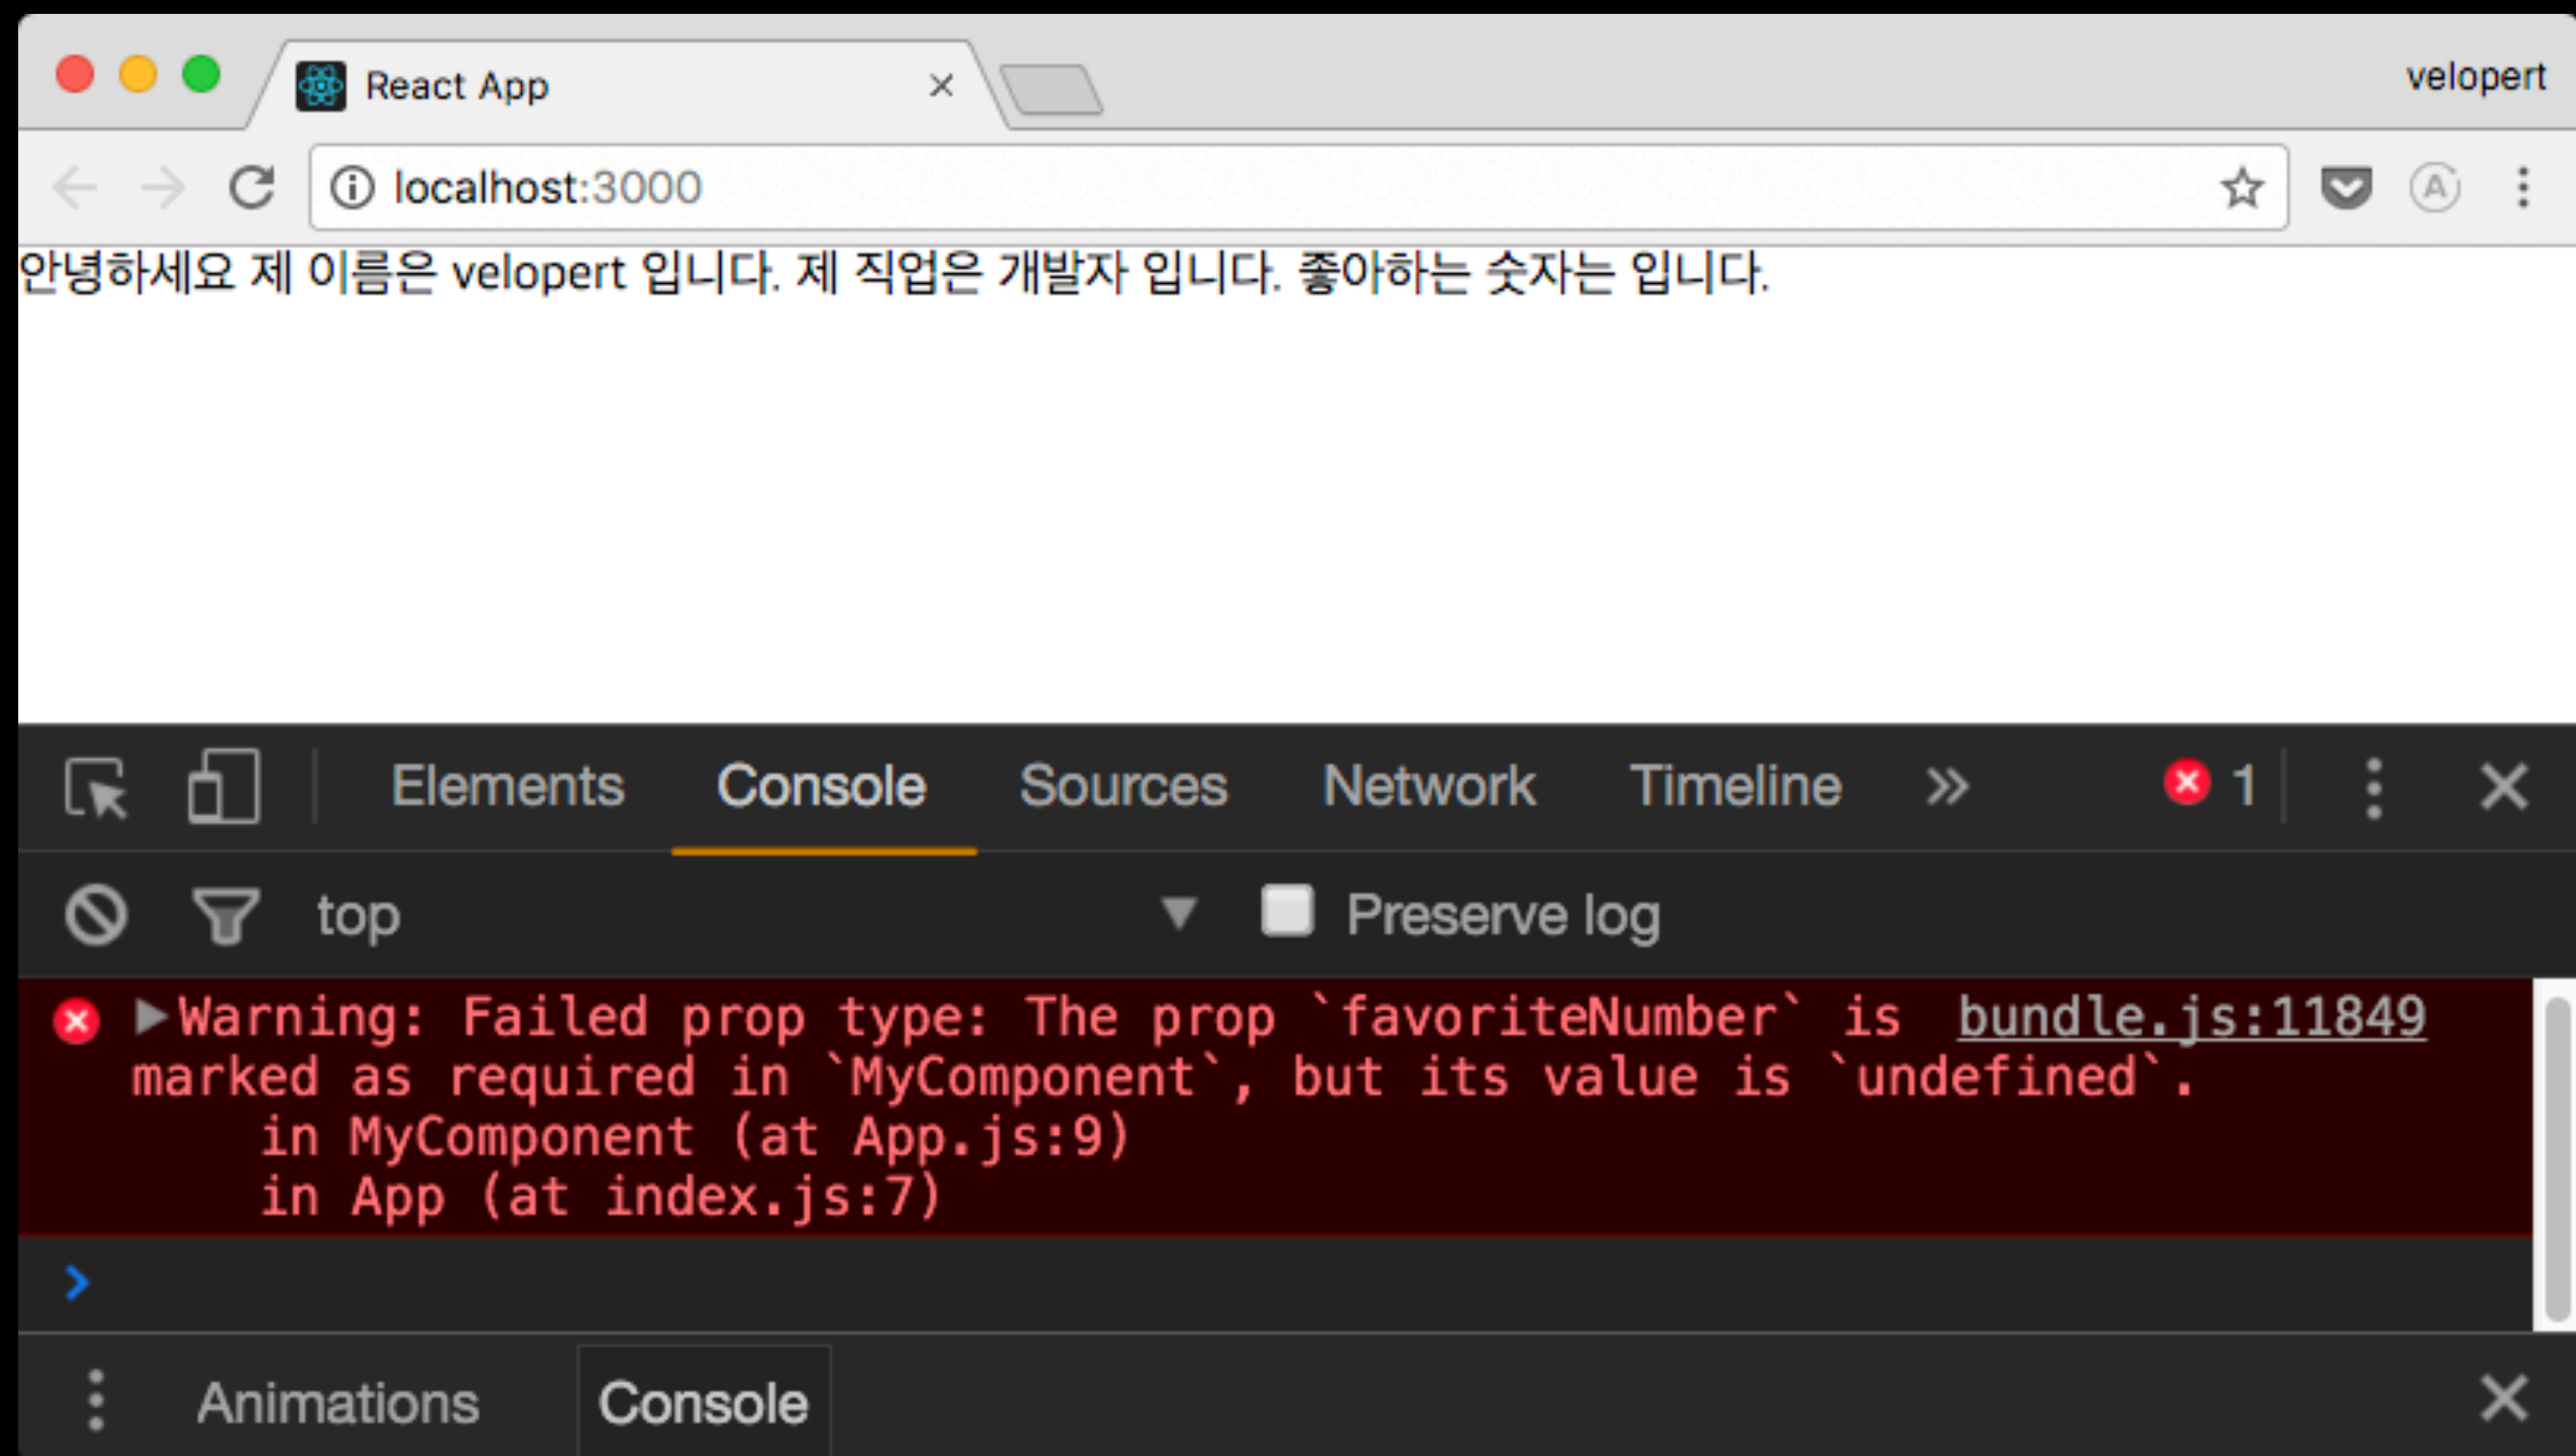 React App
velopert
localhost:3000
안녕하세요 제 이름은 velopert 입니다. 제 직업은 개발자 입니다. 좋아하는 숫자는 입니다.
Elements Console Sources Network Timeline 1
top Preserve log
Warning: Failed prop type: The prop `favoriteNumber` is bundle.js:11849
marked as required in `MyComponent`, but its value is `undefined`.
in MyComponent (at App.js:9)
in App (at index.js:7)
Animations Console